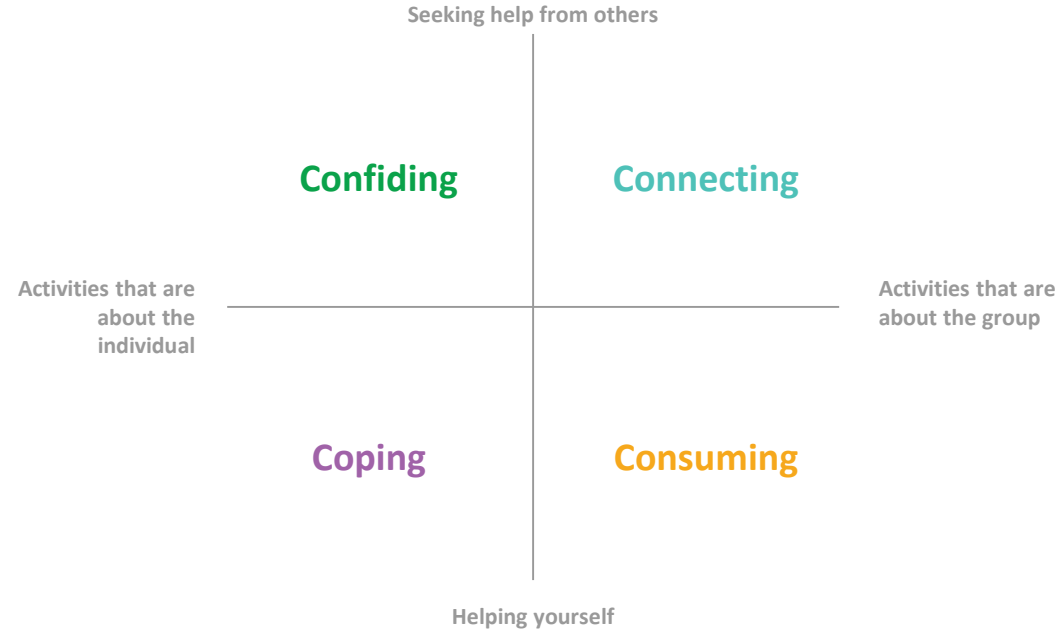 Seeking help from others
Confiding
Connecting
Activities that are
about the
individual
Activities that are
about the group
Coping
Consuming
Helping yourself